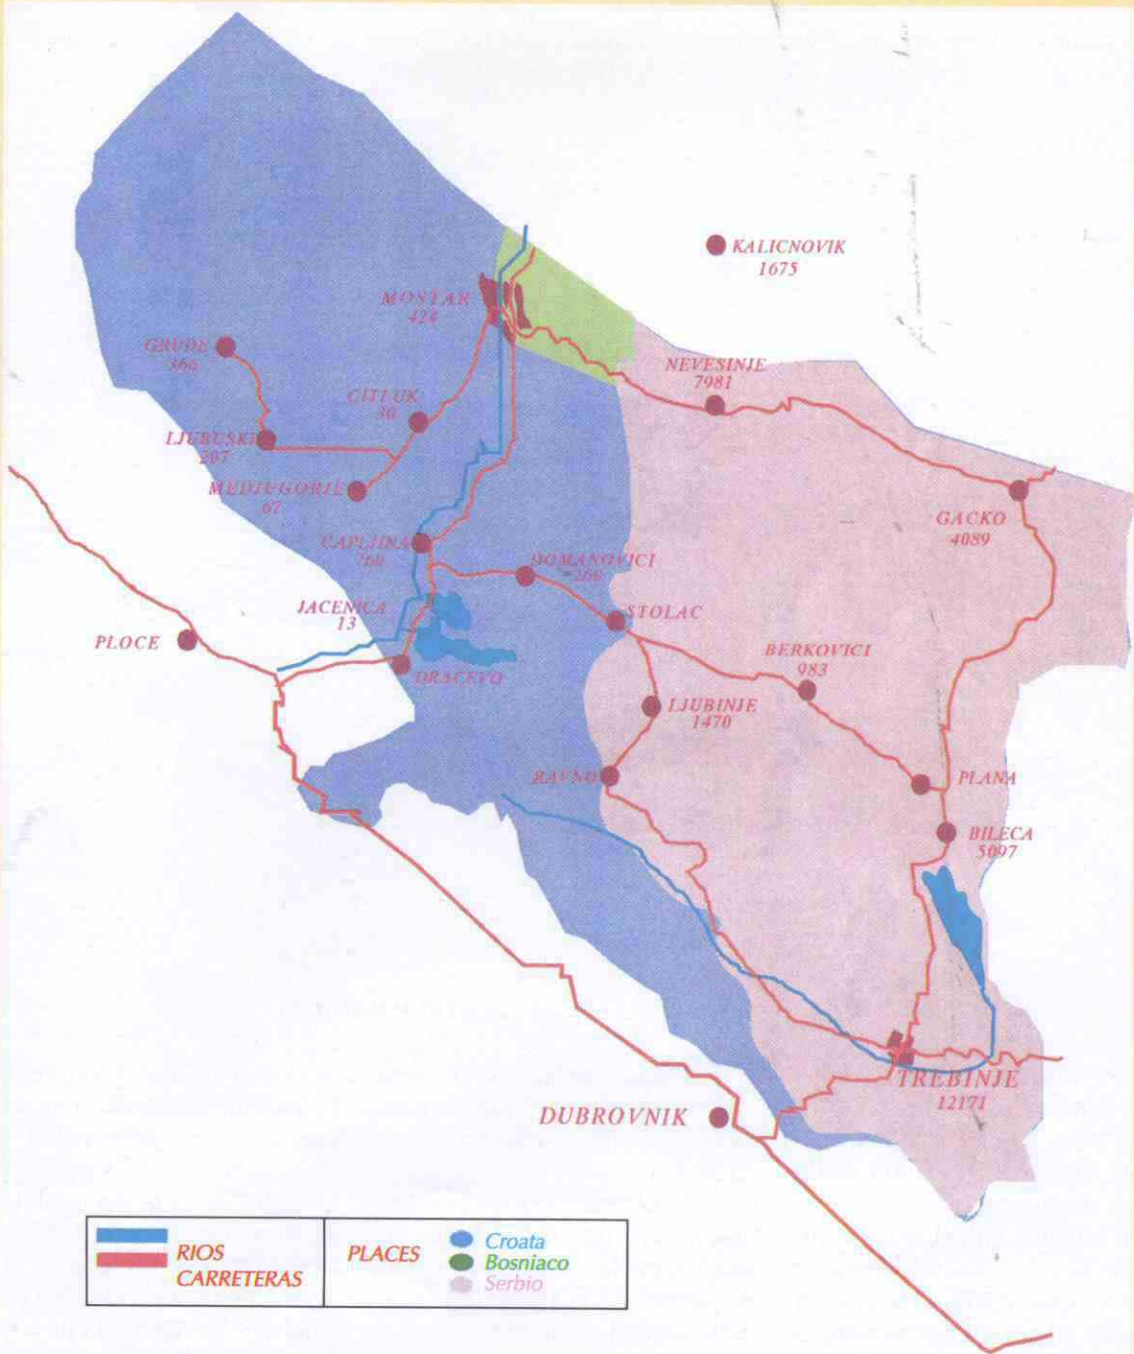 KALICNOVIK
1675
MOSTAR
424
GRUDE
366
NEVESINJE
7981
CITLUK
30
LJUBUSKI
207
MEDJUGORJE
67
GACKO
4089
CAPLJINA
760
DOMANOVICI
200
JACENICA
13
STOLAC
PLOCE
BERKOVICI
983
DRACEVO
LJUBINJE
1470
RAVNO
PLANA
BILECA
5097
TREBINJE
12171
DUBROVNIK
RIOS
CARRETERAS
PLACES
Croata
Bosniaco
Serbio